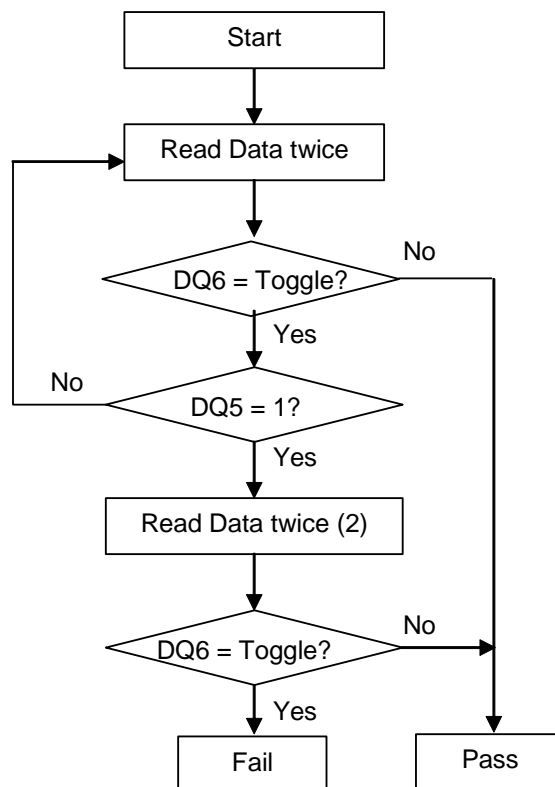 Start
Read Data twice
No
DQ6 = Toggle?
Yes
No
DQ5 = 1?
Yes
Read Data twice (2)
No
DQ6 = Toggle?
Yes
Fail
Pass